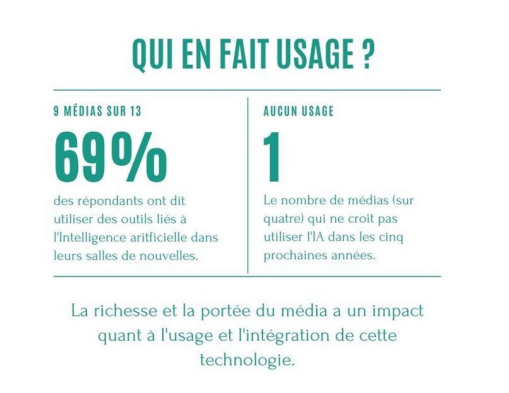 QUI EN FAIT USAGE ?
9 MÉDIAS SUR 13
69%
des répondants ont dit
utiliser des outils liés à
l'Intelligence aritficielle dans
leurs salles de nouvelles.
AUCUN USAGE
1
Le nombre de médias (sur
quatre) qui ne croit pas
utiliser l'IA dans les cinq
prochaines années.
La richesse et la portée du média a un impact
quant à l'usage et l'intégration de cette
technologie.